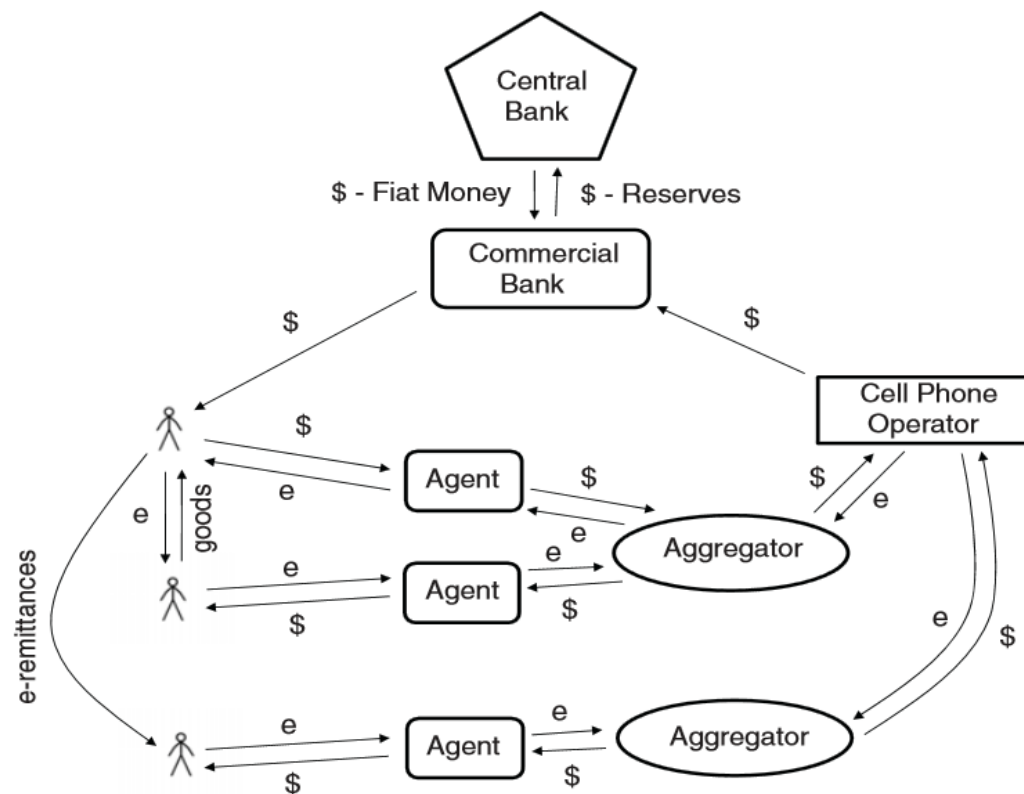 Central
Bank
$ - Fiat Money
$ - Reserves
Commercial
Bank
$
$
Cell Phone
Operator
$
e
Agent
$
e
$
e
Aggregator
e
goods
e
$
Agent
e
$
e-remittances
e
$
e
$
Agent
e
$
Aggregator